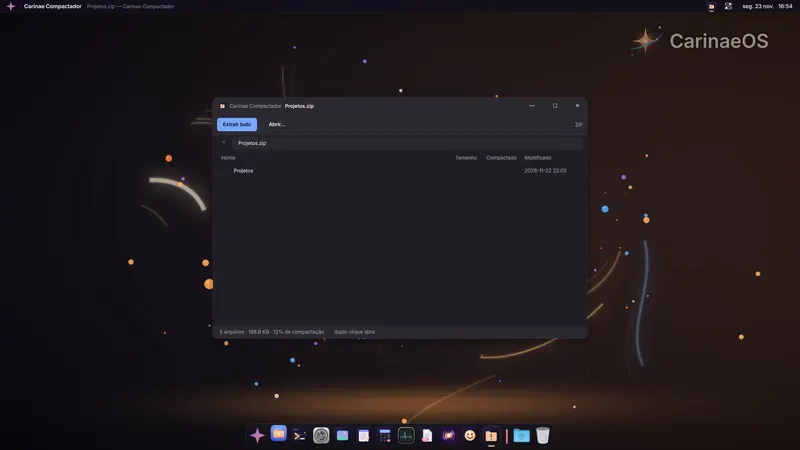 Carinae Compactador Projetos.zip — Carinae Compactador seg. 23 nov. 16:54
CarinaeOS
Carinae Compactador Projetos.zip
Extrair tudo Abrir... ZIP
Projetos.zip
Nome Tamanho Compactado Modificado
Projetos 2026-11-22 22:05
5 arquivos · 188.8 KB · 12% de compactação duplo clique abre